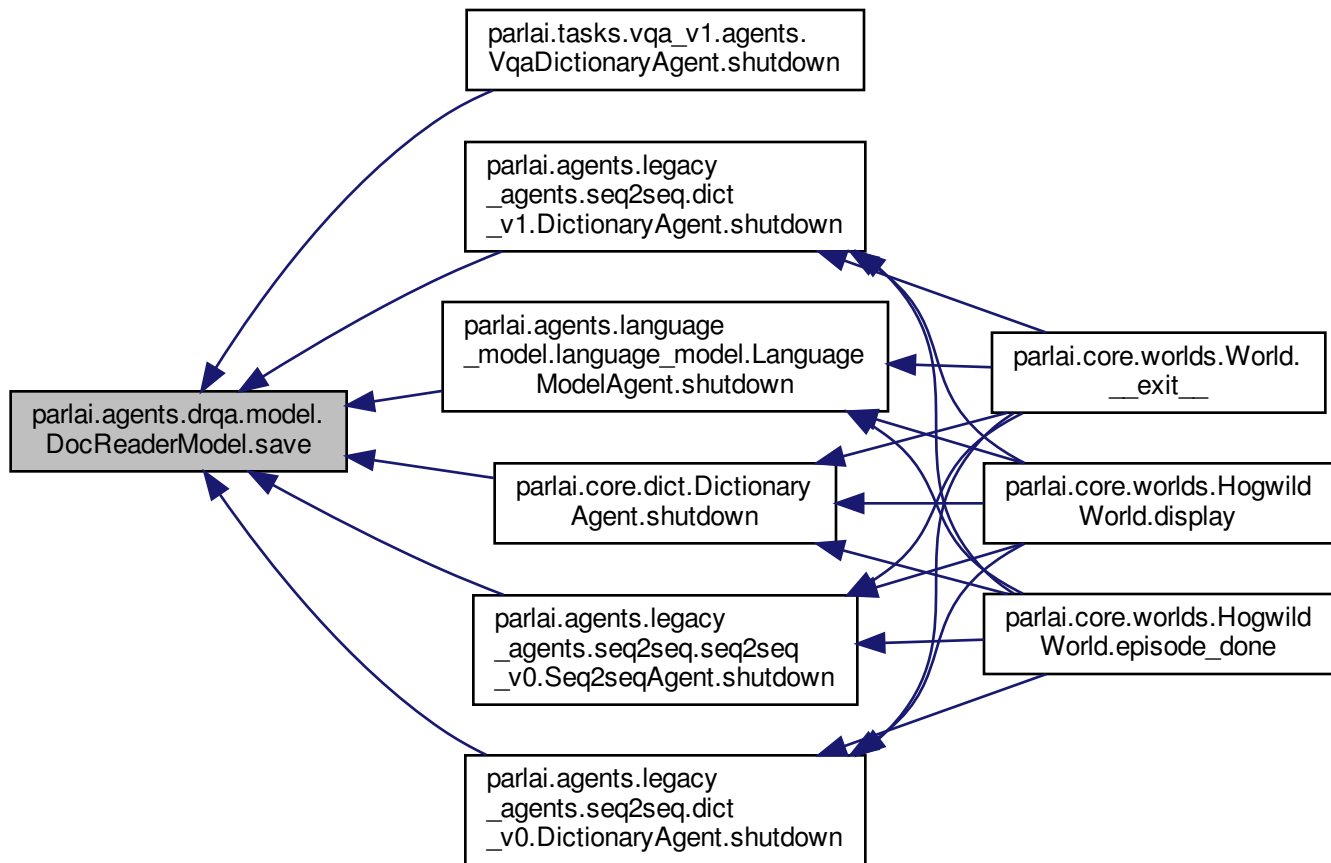 parlai.tasks.vqa_v1.agents.
VqaDictionaryAgent.shutdown
parlai.agents.legacy
_agents.seq2seq.dict
_v1.DictionaryAgent.shutdown
parlai.agents.language
_model.language_model.Language
ModelAgent.shutdown
parlai.core.worlds.World.
__exit__
parlai.agents.drqa.model.
DocReaderModel.save
parlai.core.dict.Dictionary
Agent.shutdown
parlai.core.worlds.Hogwild
World.display
parlai.agents.legacy
_agents.seq2seq.seq2seq
_v0.Seq2seqAgent.shutdown
parlai.core.worlds.Hogwild
World.episode_done
parlai.agents.legacy
_agents.seq2seq.dict
_v0.DictionaryAgent.shutdown